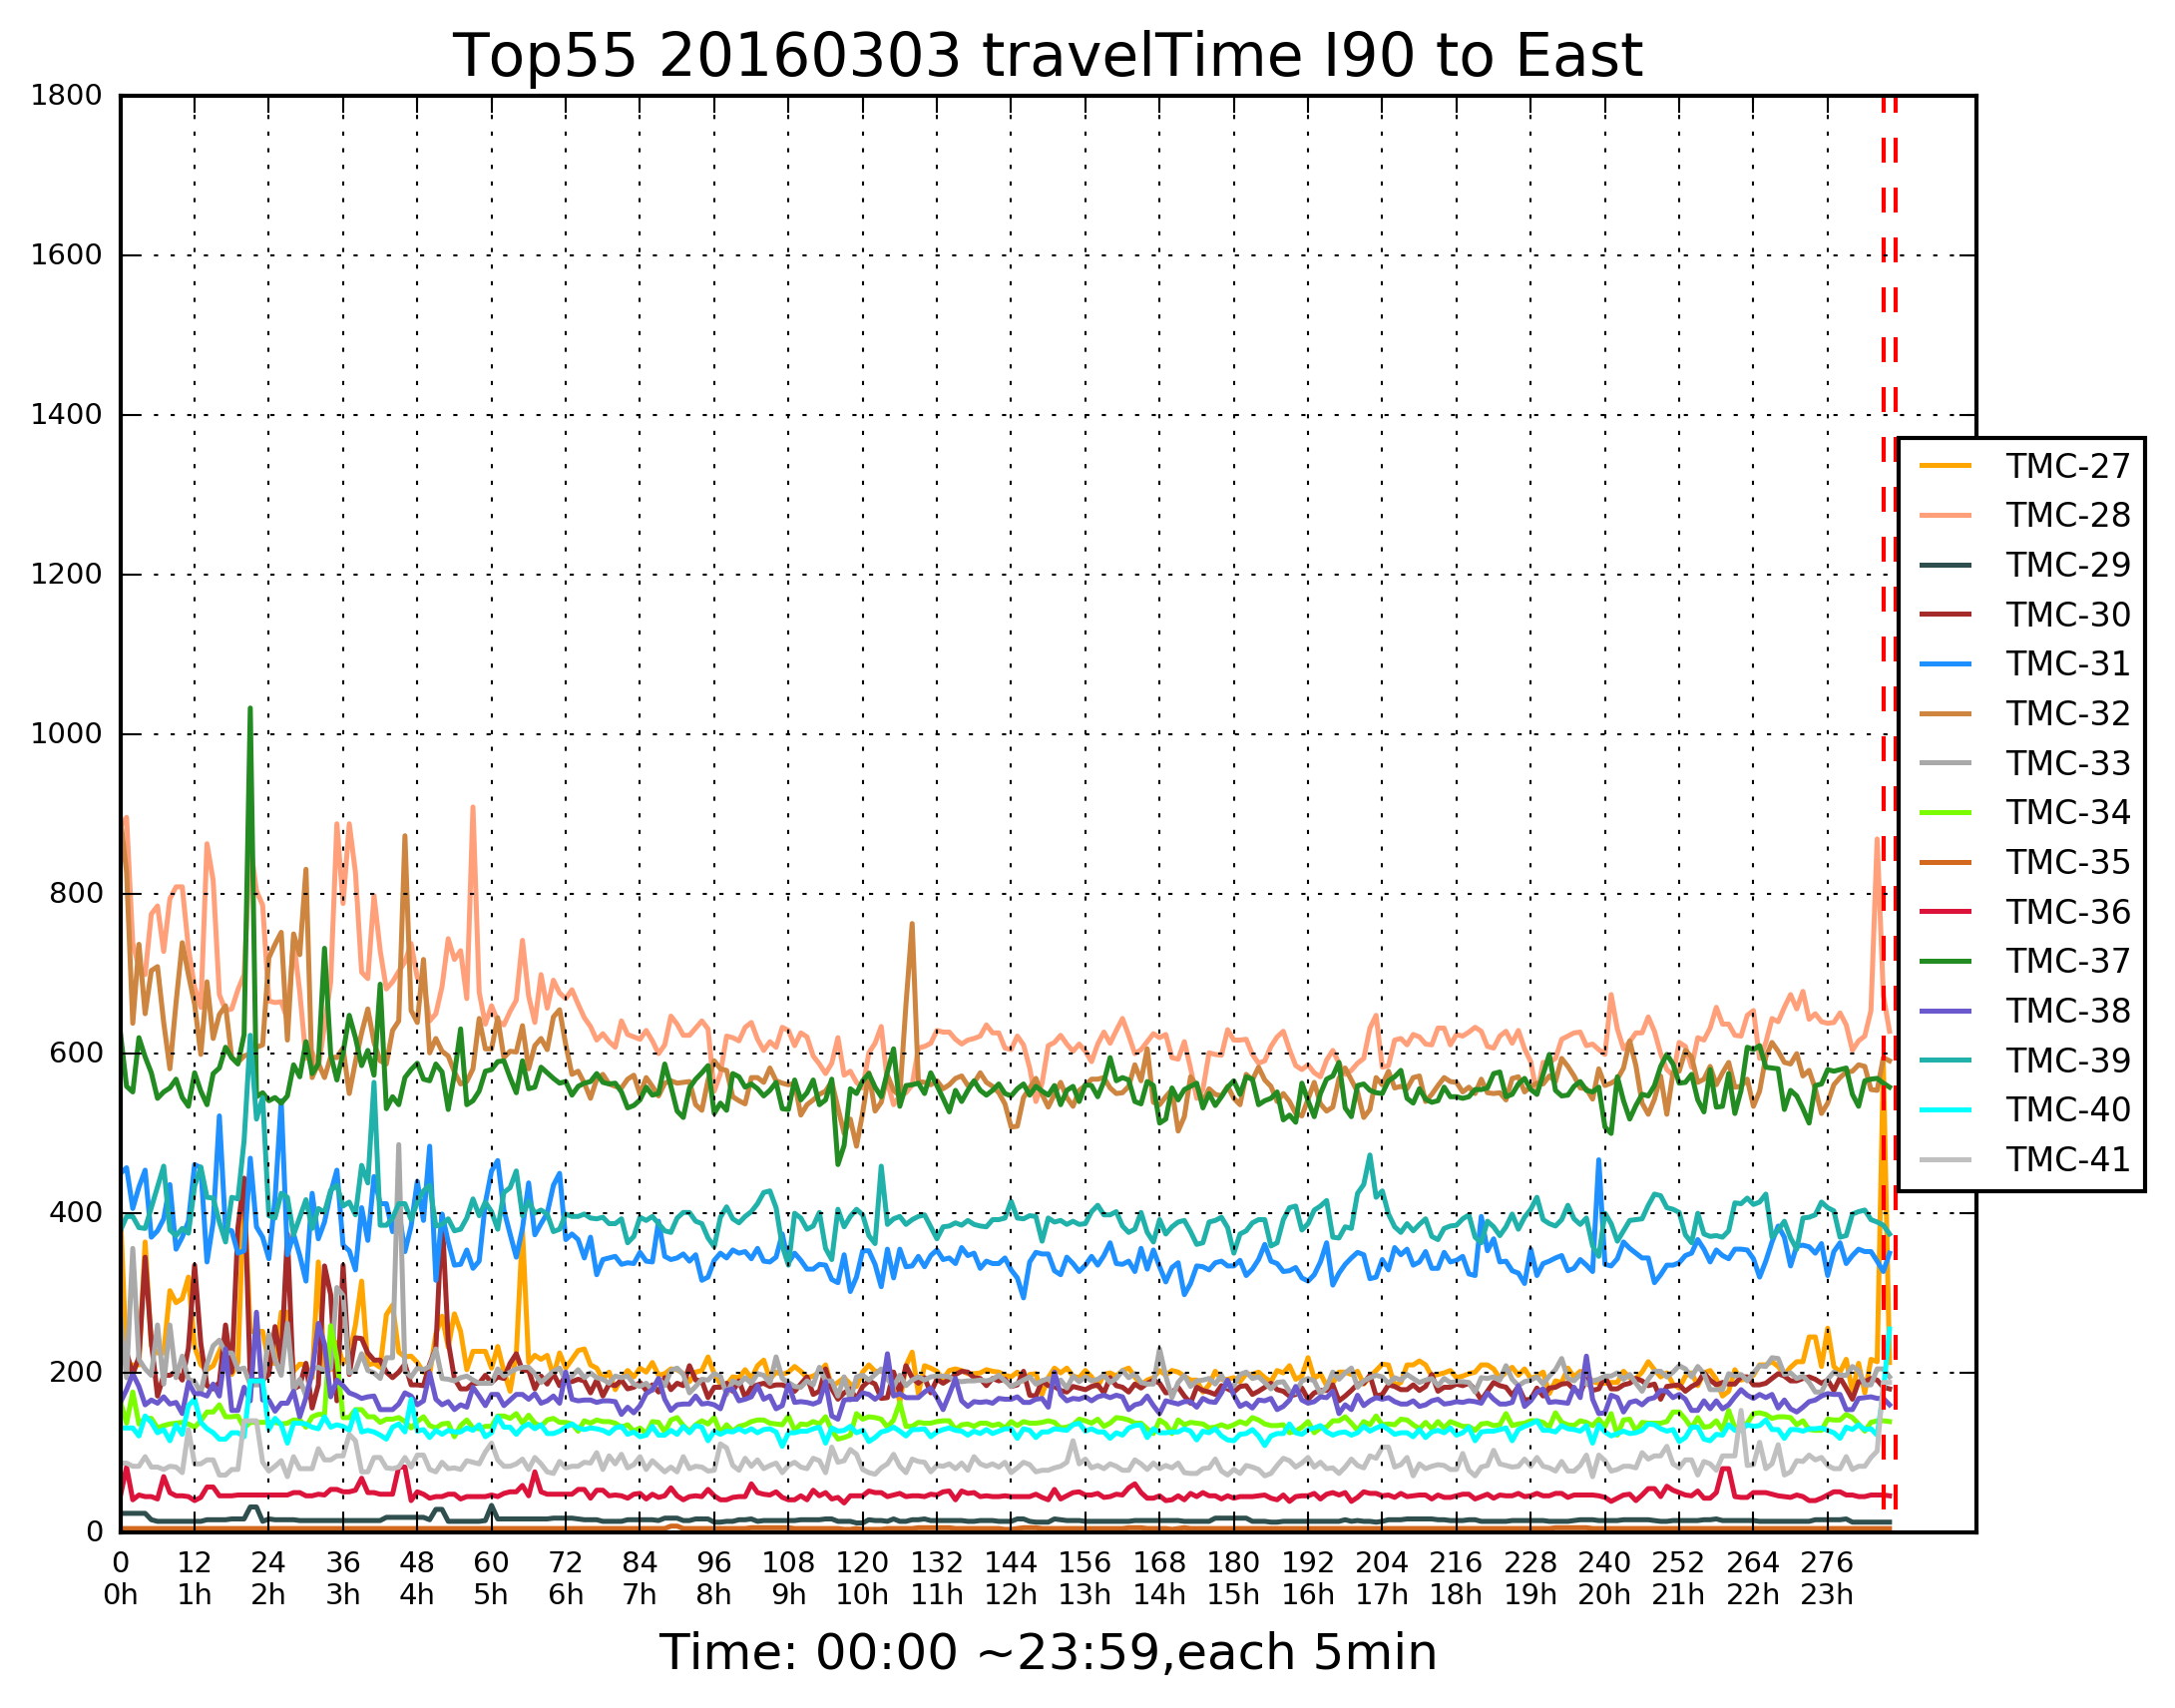 Top55 20160303 travelTime I90 to East
1800
1600
1400
1200
1000
800
600
400
200
0
TMC-27
TMC-28
TMC-29
TMC-30
TMC-31
TMC-32
TMC-33
TMC-34
TMC-35
TMC-36
TMC-37
TMC-38
TMC-39
TMC-40
TMC-41
0 12 24 36 48 60 72 84 96 108 120 132 144 156 168 180 192 204 216 228 240 252 264 276
0h 1h 2h 3h 4h 5h 6h 7h 8h 9h 10h 11h 12h 13h 14h 15h 16h 17h 18h 19h 20h 21h 22h 23h
Time: 00:00 ~23:59,each 5min